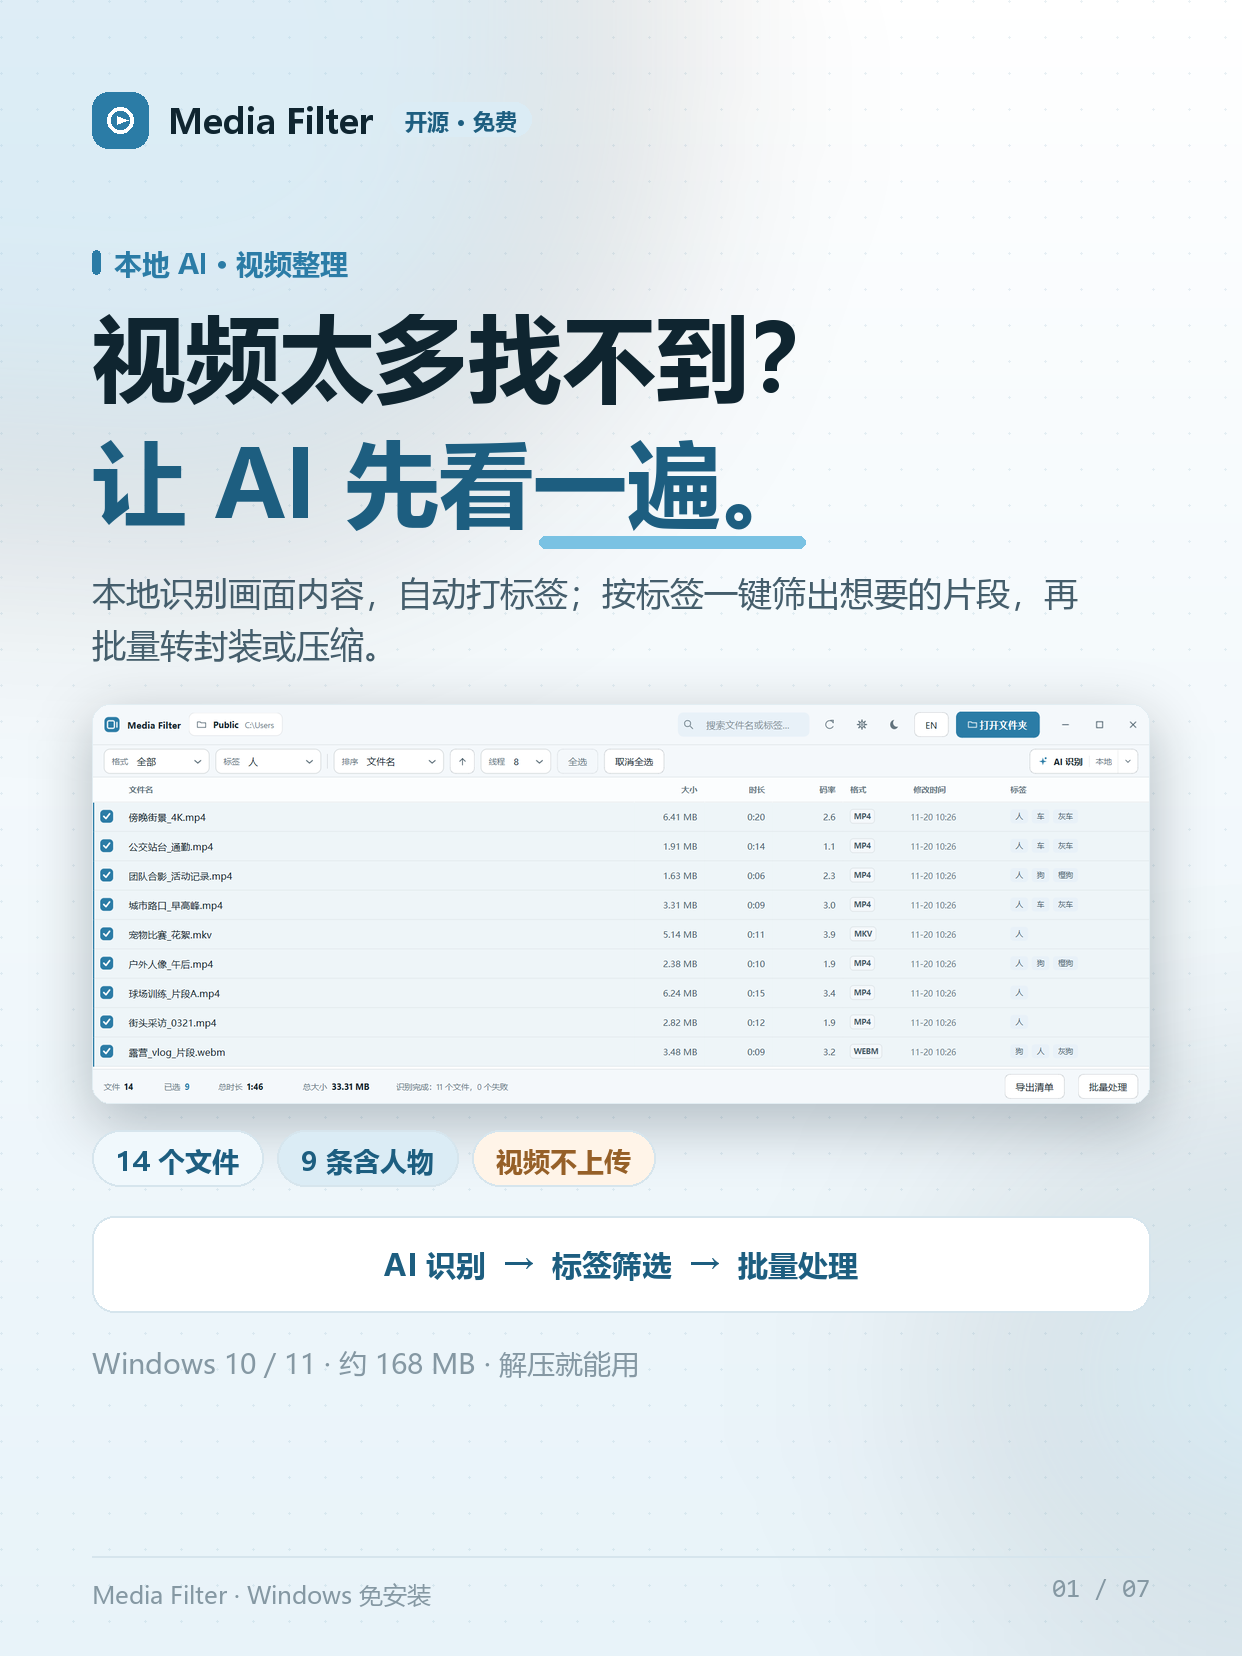 Media Filter 开源 · 免费
本地 AI · 视频整理
视频太多找不到?
让 AI 先看一遍。
本地识别画面内容，自动打标签；按标签一键筛出想要的片段，再
批量转封装或压缩。
Media Filter Public C:\Users 搜索文件名或标签... EN 打开文件夹
格式 全部 标签 人 排序 文件名 线程 8 全选 取消全选 AI 识别 本地
文件名 大小 时长 码率 格式 修改时间 标签
傍晚街景_4K.mp4 6.41 MB 0:20 2.6 MP4 11-20 10:26 人 车 灰车
公交站台_通勤.mp4 1.91 MB 0:14 1.1 MP4 11-20 10:26 人 车 灰车
团队合影_活动记录.mp4 1.63 MB 0:06 2.3 MP4 11-20 10:26 人 狗 橙狗
城市路口_早高峰.mp4 3.31 MB 0:09 3.0 MP4 11-20 10:26 人 车 灰车
宠物比赛_花絮.mkv 5.14 MB 0:11 3.9 MKV 11-20 10:26 人
户外人像_午后.mp4 2.38 MB 0:10 1.9 MP4 11-20 10:26 人 狗 橙狗
球场训练_片段A.mp4 6.24 MB 0:15 3.4 MP4 11-20 10:26 人
街头采访_0321.mp4 2.82 MB 0:12 1.9 MP4 11-20 10:26 人
露营_vlog_片段.webm 3.48 MB 0:09 3.2 WEBM 11-20 10:26 狗 人 灰狗
文件 14 已选 9 总时长 1:46 总大小 33.31 MB 识别完成：11 个文件，0 个失败 导出清单 批量处理
14 个文件 9 条含人物 视频不上传
AI 识别 → 标签筛选 → 批量处理
Windows 10 / 11 · 约 168 MB · 解压就能用
Media Filter · Windows 免安装 01 / 07